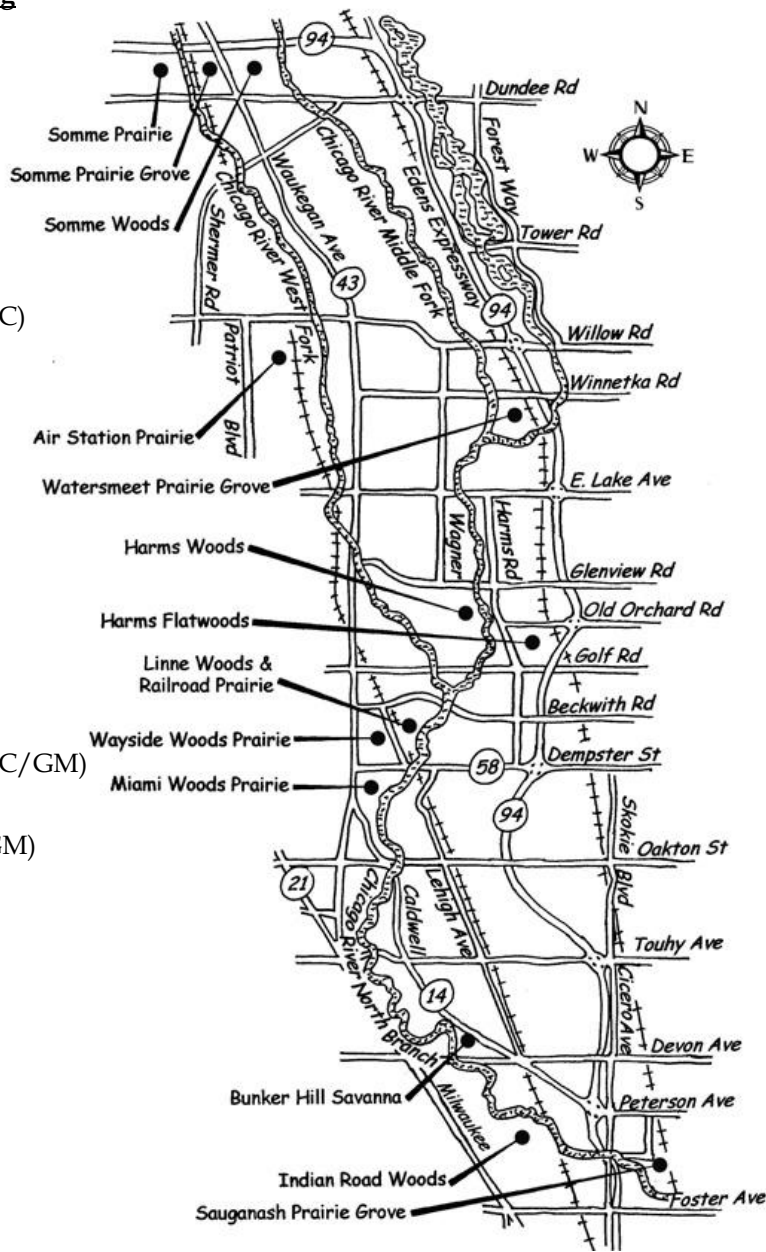 g
94
Dundee Rd
Somme Prairie
Somme Prairie Grove
Somme Woods
Chicago River West Fork
Waukegan Ave
Chicago River Middle Fork
Edens Expressway
Forest Way
N
W
E
S
Shermer Rd
Tower Rd
43
94
C)
Patriot Blvd
Willow Rd
Winnetka Rd
Air Station Prairie
Watersmeet Prairie Grove
E. Lake Ave
Wagner
Harms Rd
Harms Woods
Glenview Rd
Old Orchard Rd
Harms Flatwoods
Golf Rd
Linne Woods &
Railroad Prairie
Beckwith Rd
Wayside Woods Prairie
Dempster St
C/GM)
58
Miami Woods Prairie
94
Skokie Blvd
GM)
Oakton St
21
Chicago River North Branch
Caldwell
Lehigh Ave
Touhy Ave
Cicero Ave
14
Devon Ave
Bunker Hill Savanna
Milwaukee
Peterson Ave
Indian Road Woods
Sauganash Prairie Grove
Foster Ave